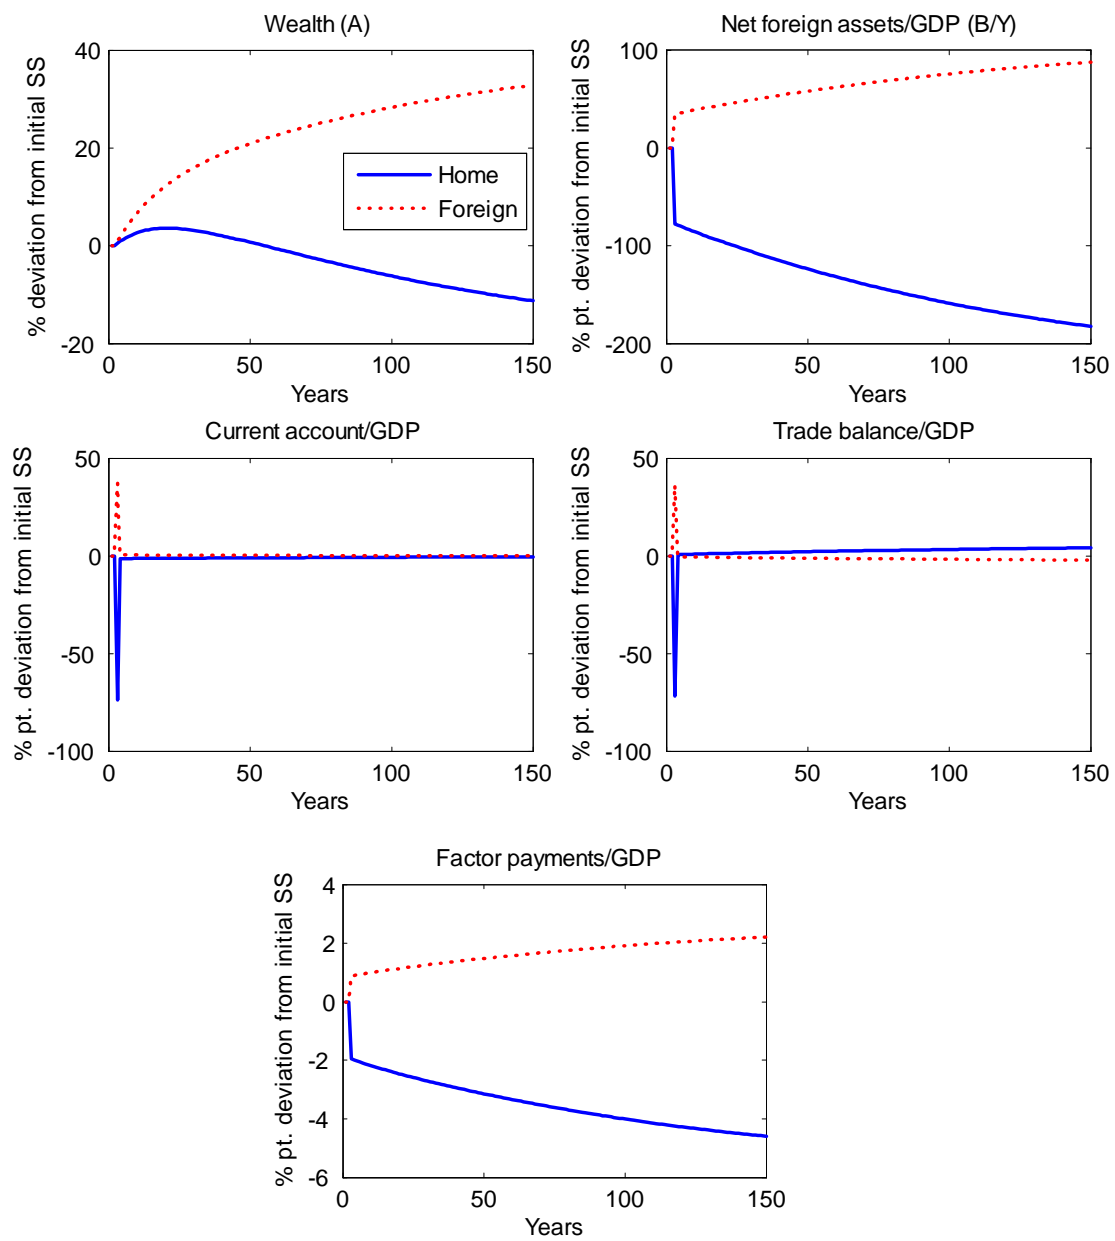 Wealth (A)
% deviation from initial SS
40
20
0
-20
0 50 100 150
Years
Home
Foreign
Net foreign assets/GDP (B/Y)
% pt. deviation from initial SS
100
0
-100
-200
0 50 100 150
Years
Current account/GDP
% pt. deviation from initial SS
50
0
-50
-100
0 50 100 150
Years
Trade balance/GDP
% pt. deviation from initial SS
50
0
-50
-100
0 50 100 150
Years
Factor payments/GDP
% pt. deviation from initial SS
4
2
0
-2
-4
-6
0 50 100 150
Years